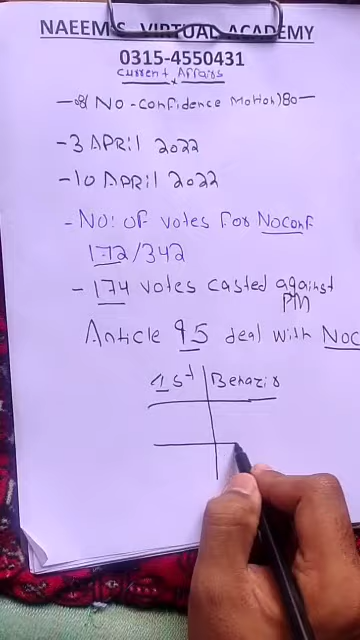 NAEEM'S VIRTUAL ACADEMY
0315-4550431
Current Affairs
No-Confidence Motion
-3 April 2022
-10 April 2022
-No: of votes for Noconf
172/342
- 174 votes casted against
PM
Article 95 deal with Noc
1st Benazir